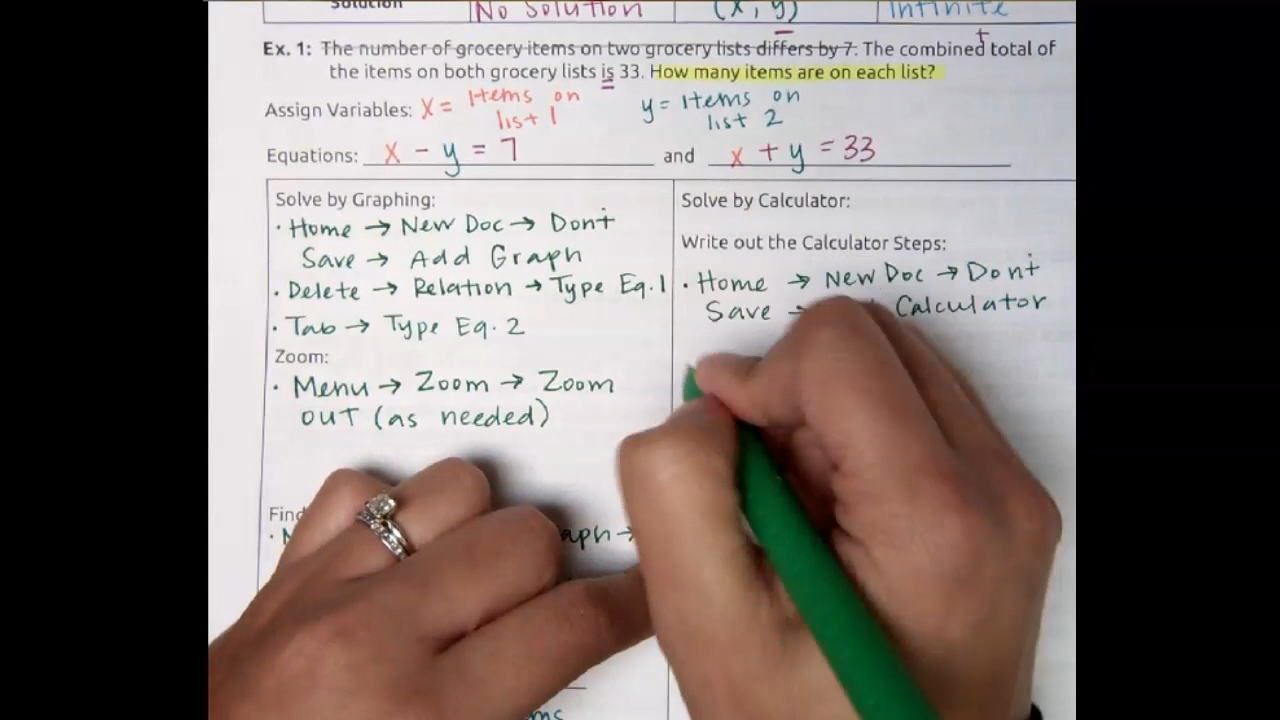 Solution No Solution (x, y) Infinite
Ex. 1: The number of grocery items on two grocery lists differs by 7. The combined total of
the items on both grocery lists is 33. How many items are on each list?
Assign Variables: x = items on list 1 y = items on list 2
Equations: x - y = 7 and x + y = 33
Solve by Graphing:
· Home → New Doc → Don't
Save → Add Graph
· Delete → Relation → Type Eq. 1
· Tab → Type Eq. 2
Zoom:
· Menu → Zoom → Zoom
out (as needed)
Find
Solve by Calculator:
Write out the Calculator Steps:
· Home → New Doc → Don't
Save → Calculator